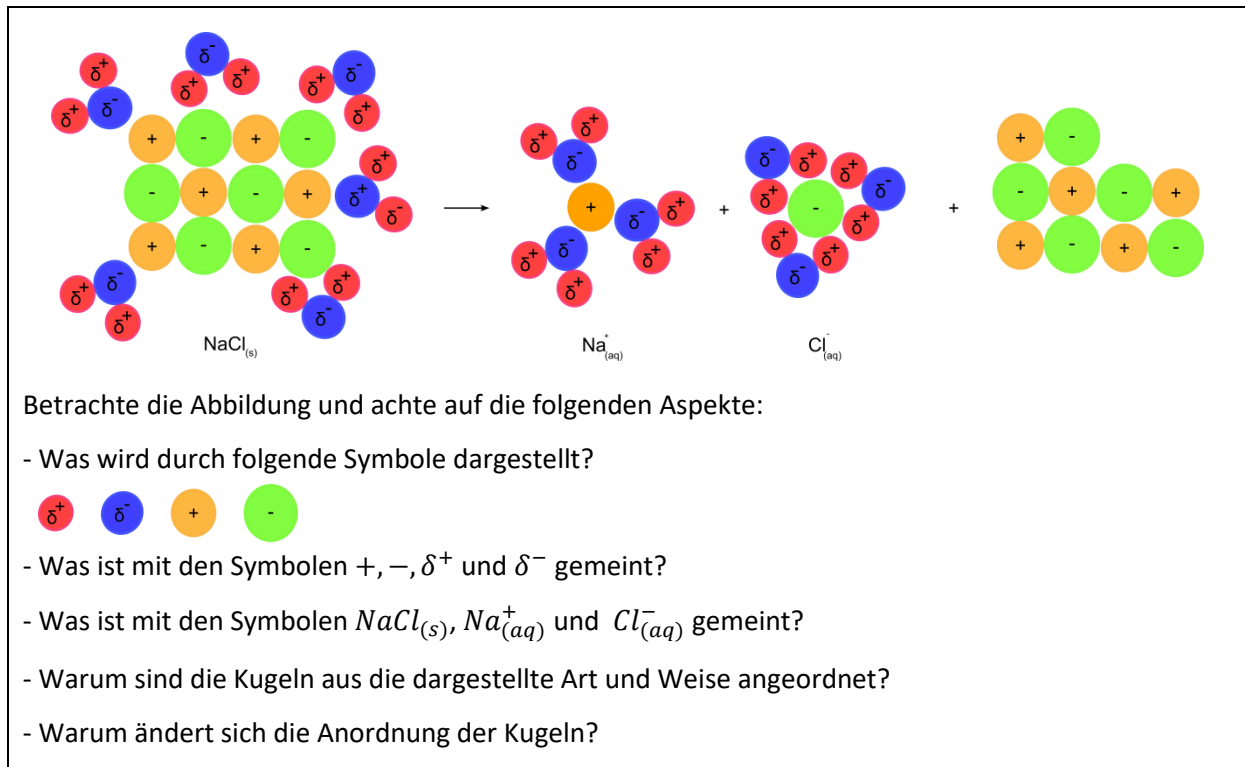 δ⁻
δ⁺ δ⁺ δ⁺
δ⁺ δ⁻ δ⁺ δ⁻ δ⁺
+ - + -
δ⁺
- + - + δ⁺ δ⁻
+ - + -
δ⁺ δ⁻ δ⁺ δ⁺
δ⁺ δ⁻
NaCl(s)
δ⁺ δ⁺ δ⁻
+
δ⁻ δ⁺
δ⁺ δ⁻ δ⁺
δ⁺ δ⁺
Na⁺(aq)
+
δ⁻ δ⁺ δ⁺ δ⁻
δ⁺ - δ⁺
δ⁺ δ⁺ δ⁺
δ⁻
Cl⁻(aq)
+
+ -
- + - +
+ - + -
Betrachte die Abbildung und achte auf die folgenden Aspekte:
- Was wird durch folgende Symbole dargestellt?
δ⁺ δ⁻ + -
- Was ist mit den Symbolen +, −, δ⁺ und δ⁻ gemeint?
- Was ist mit den Symbolen NaCl(s), Na⁺(aq) und Cl⁻(aq) gemeint?
- Warum sind die Kugeln aus die dargestellte Art und Weise angeordnet?
- Warum ändert sich die Anordnung der Kugeln?